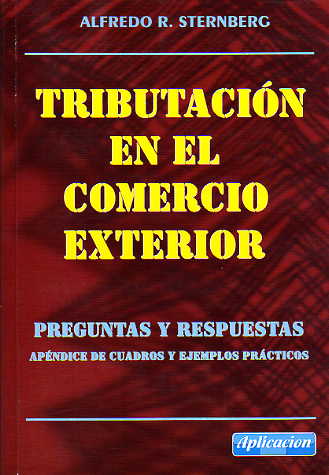 ALFREDO R. STERNBERG
TRIBUTACIÓN
EN EL
COMERCIO
EXTERIOR
PREGUNTAS Y RESPUESTAS
APÉNDICE DE CUADROS Y EJEMPLOS PRÁCTICOS
Aplicacion